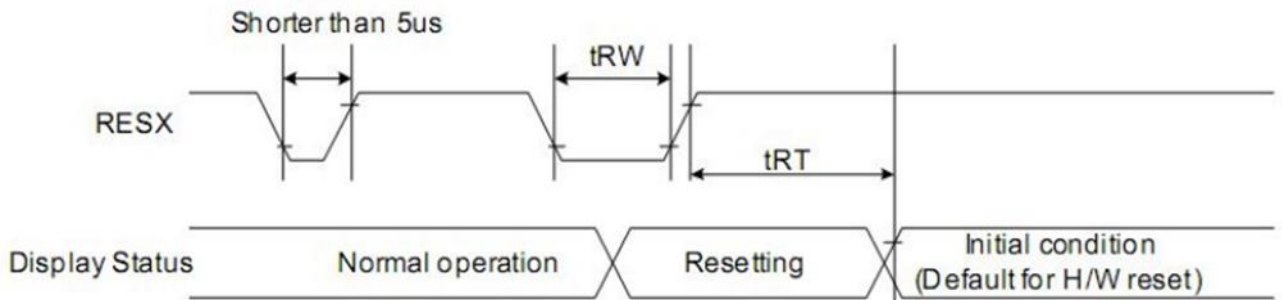 Shorter than 5us
tRW
RESX
tRT
Display Status
Normal operation
Resetting
Initial condition
(Default for H/W reset)